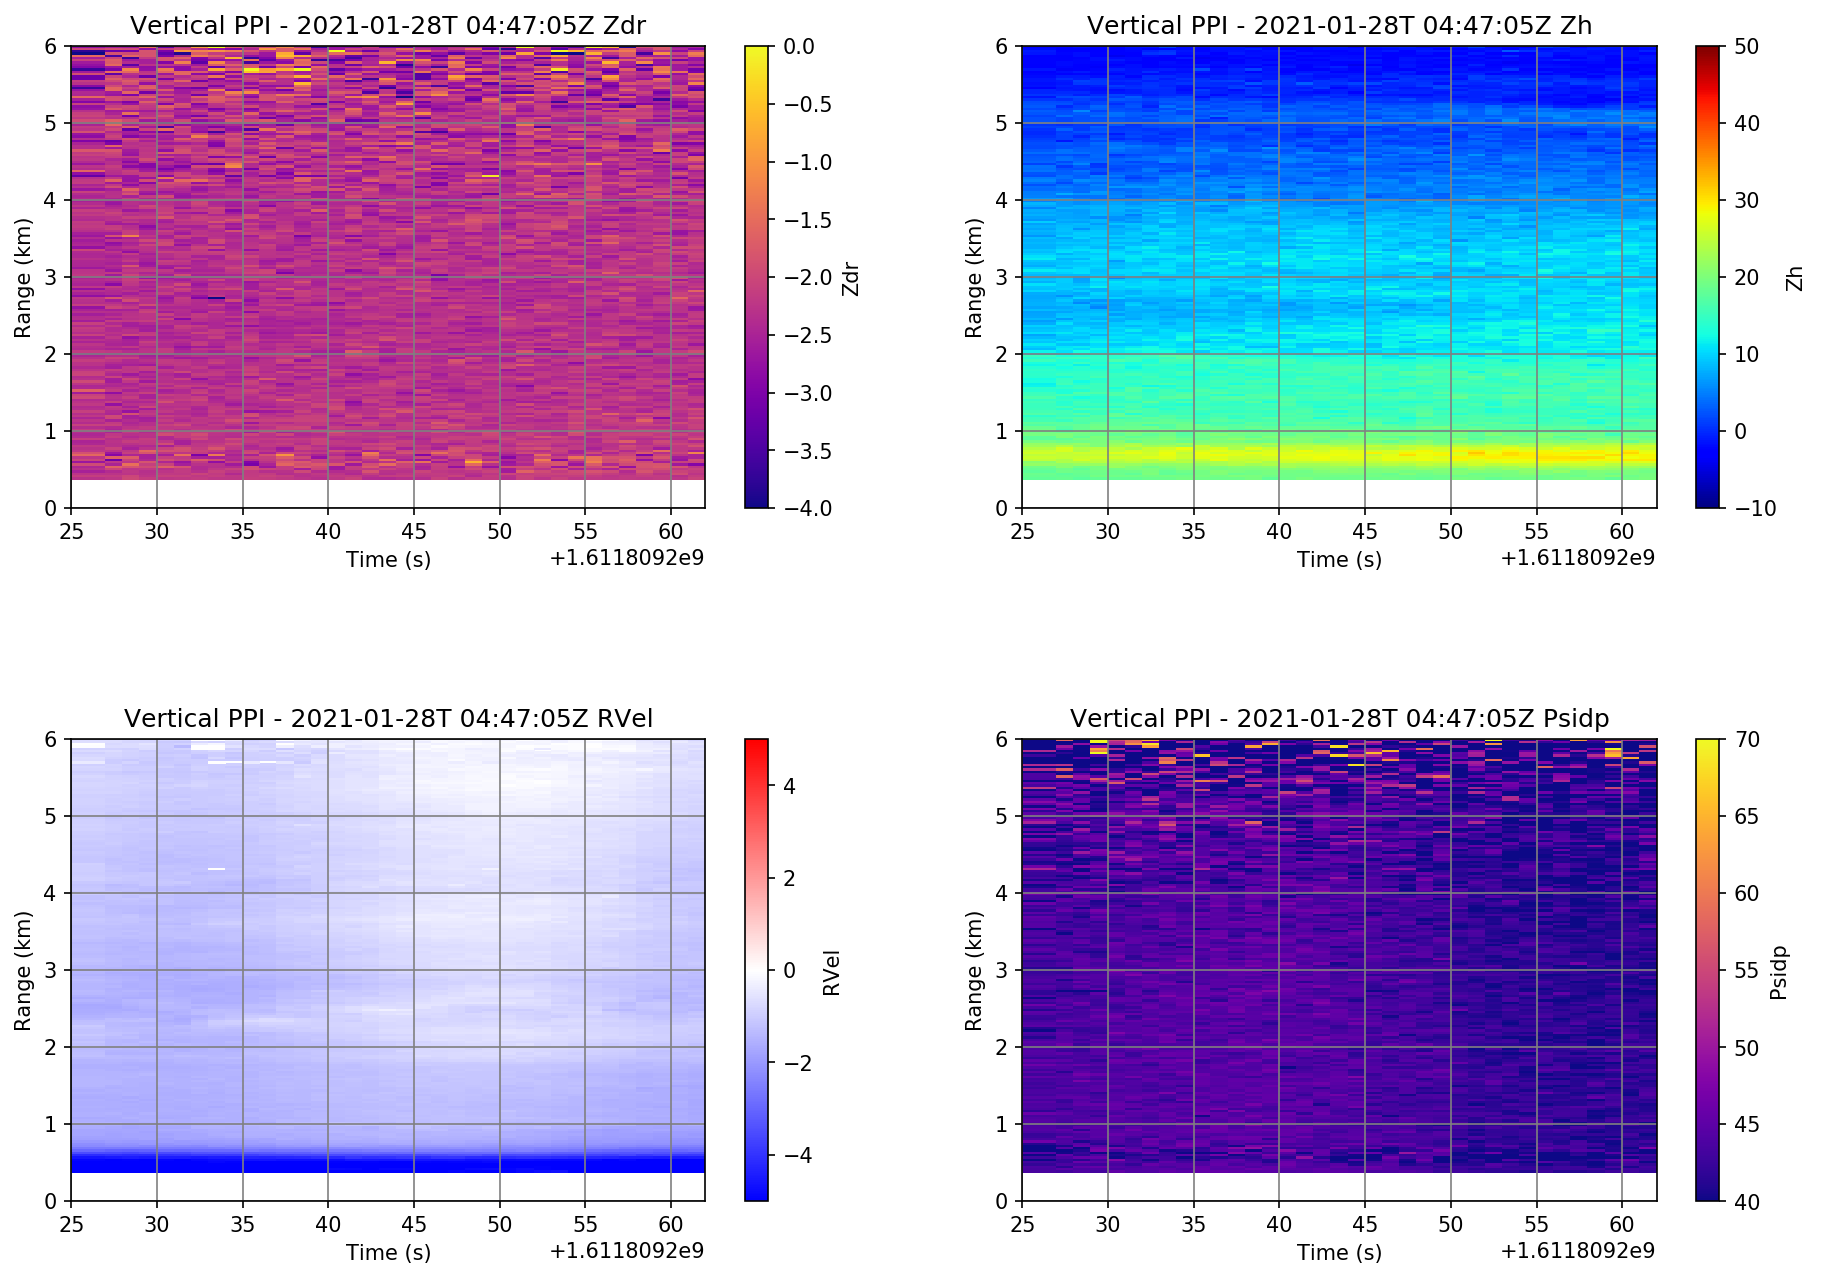 Vertical PPI - 2021-01-28T 04:47:05Z Zdr
6
5
4
3
2
1
0
Range (km)
25 30 35 40 45 50 55 60
Time (s)
+1.6118092e9
0.0
−0.5
−1.0
−1.5
−2.0
−2.5
−3.0
−3.5
−4.0
Zdr
Vertical PPI - 2021-01-28T 04:47:05Z Zh
6
5
4
3
2
1
0
Range (km)
25 30 35 40 45 50 55 60
Time (s)
+1.6118092e9
50
40
30
20
10
0
−10
Zh
Vertical PPI - 2021-01-28T 04:47:05Z RVel
6
5
4
3
2
1
0
Range (km)
25 30 35 40 45 50 55 60
Time (s)
+1.6118092e9
4
2
0
−2
−4
RVel
Vertical PPI - 2021-01-28T 04:47:05Z Psidp
6
5
4
3
2
1
0
Range (km)
25 30 35 40 45 50 55 60
Time (s)
+1.6118092e9
70
65
60
55
50
45
40
Psidp